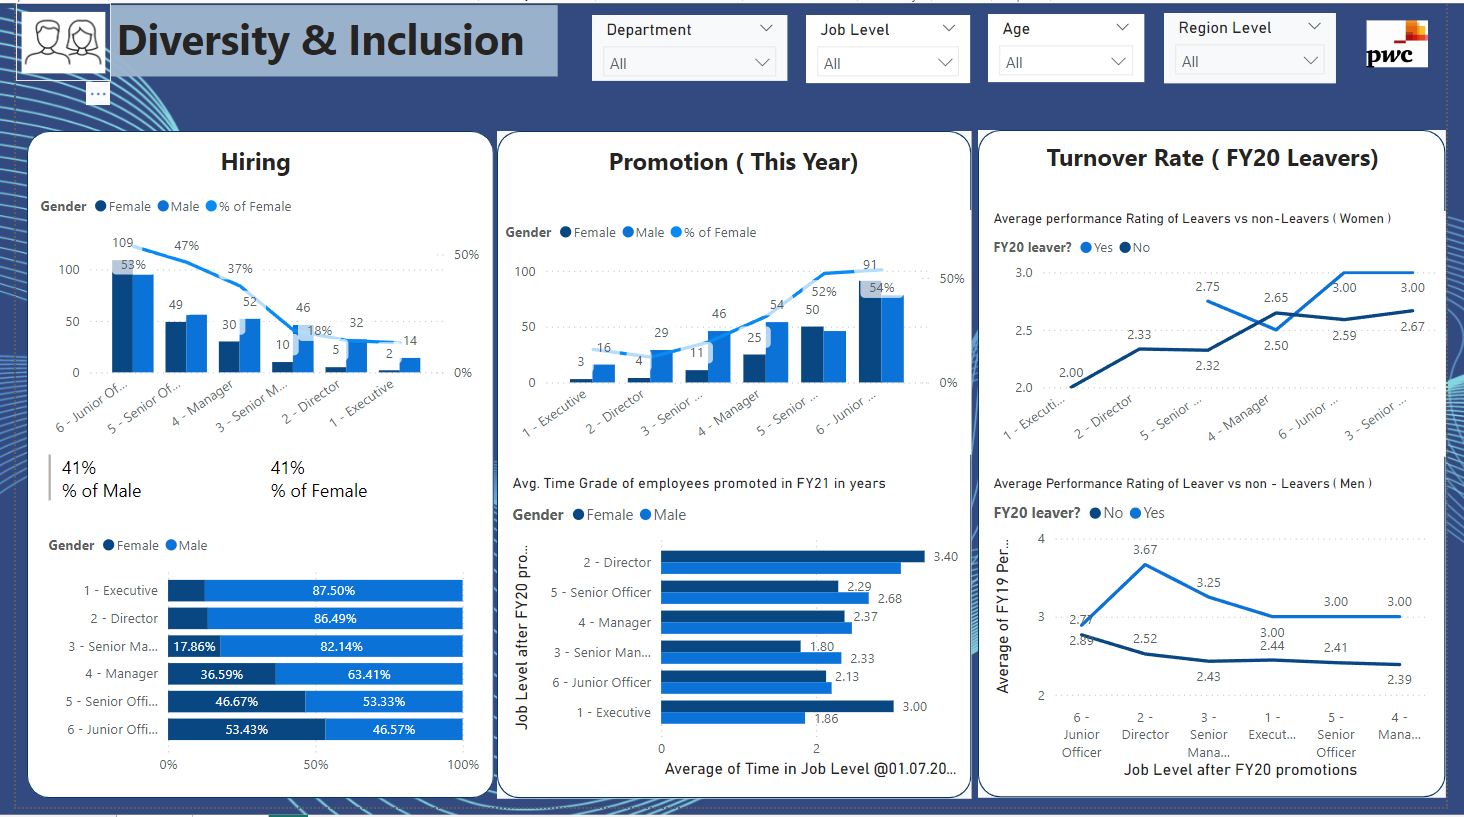 Diversity & Inclusion
Department
All
Job Level
All
Age
All
Region Level
All
pwc
...
Hiring
Gender Female Male % of Female
109
53%
47%
37%
49
30
52
10
46
18%
5
32
2
14
100
50
0
50%
0%
6 - Junior Of...
5 - Senior Of...
4 - Manager
3 - Senior M...
2 - Director
1 - Executive
41%
% of Male
41%
% of Female
Gender Female Male
1 - Executive 87.50%
2 - Director 86.49%
3 - Senior Ma... 17.86% 82.14%
4 - Manager 36.59% 63.41%
5 - Senior Offi... 46.67% 53.33%
6 - Junior Offi... 53.43% 46.57%
0% 50% 100%
Promotion ( This Year)
Gender Female Male % of Female
100
50
0
50%
0%
3
16
4
29
11
46
25
54
52%
50
91
54%
1 - Executive
2 - Director
3 - Senior ...
4 - Manager
5 - Senior ...
6 - Junior ...
Avg. Time Grade of employees promoted in FY21 in years
Gender Female Male
Job Level after FY20 pro...
2 - Director 3.40
5 - Senior Officer 2.29
2.68
4 - Manager 2.37
3 - Senior Man... 1.80
2.33
6 - Junior Officer 2.13
1 - Executive 3.00
1.86
0 2
Average of Time in Job Level @01.07.20...
Turnover Rate ( FY20 Leavers)
Average performance Rating of Leavers vs non-Leavers ( Women )
FY20 leaver? Yes No
3.0
2.5
2.0
2.00
2.33
2.75
2.32
2.65
2.50
3.00
2.59
3.00
2.67
1 - Executi...
2 - Director
5 - Senior ...
4 - Manager
6 - Junior ...
3 - Senior ...
Average Performance Rating of Leaver vs non - Leavers ( Men )
FY20 leaver? No Yes
Average of FY19 Per...
4
3
2
2.89
3.67
2.52
3.25
2.43
3.00
2.44
3.00
2.41
3.00
2.39
6 -
Junior
Officer
2 -
Director
3 -
Senior
Mana...
1 -
Execut...
5 -
Senior
Officer
4 -
Mana...
Job Level after FY20 promotions